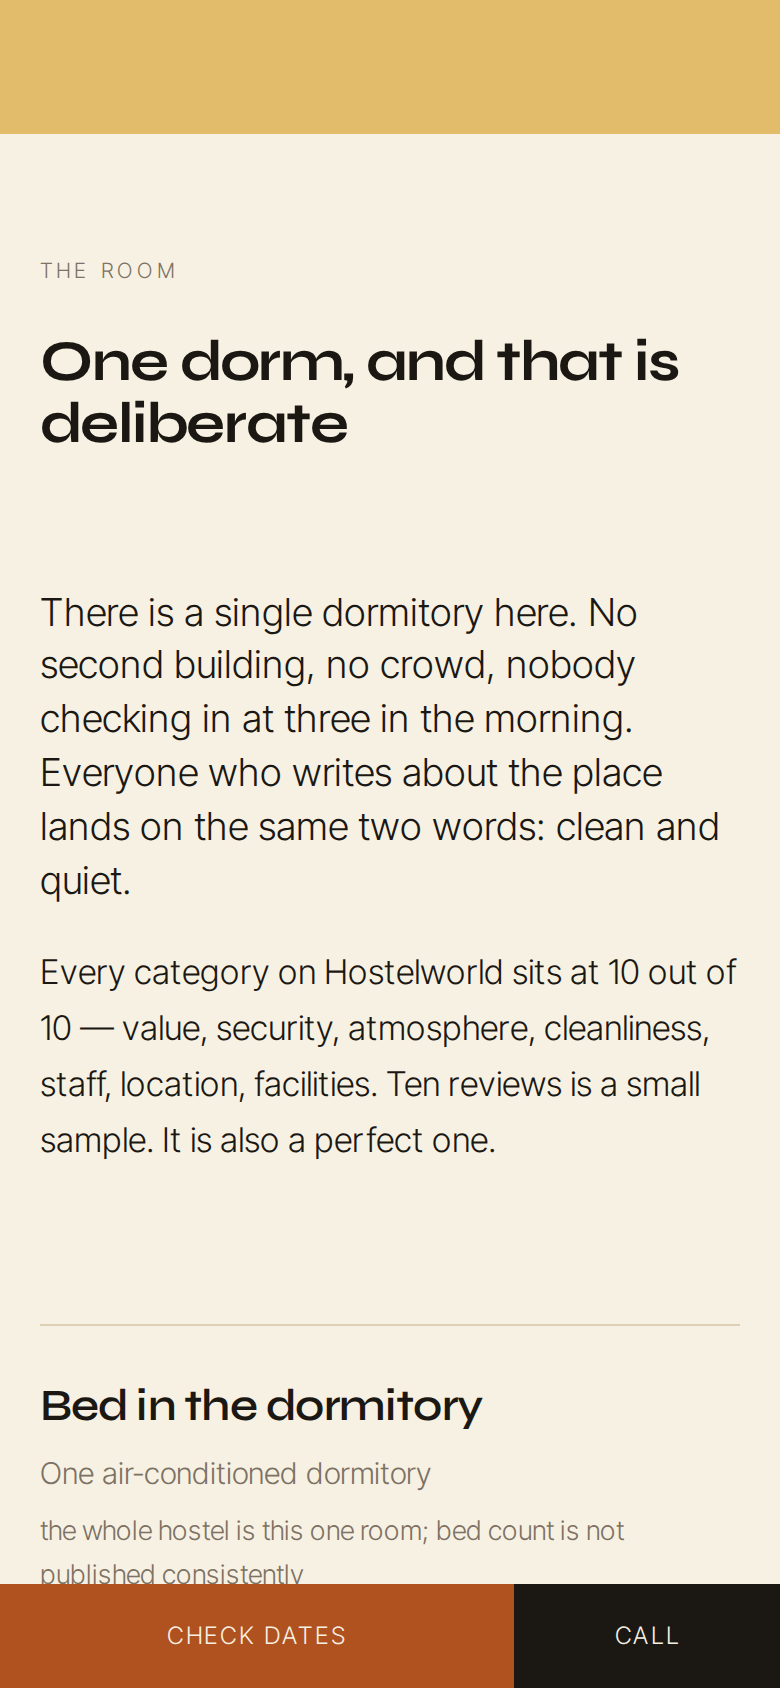 THE ROOM
One dorm, and that is
deliberate
There is a single dormitory here. No
second building, no crowd, nobody
checking in at three in the morning.
Everyone who writes about the place
lands on the same two words: clean and
quiet.
Every category on Hostelworld sits at 10 out of
10 — value, security, atmosphere, cleanliness,
staff, location, facilities. Ten reviews is a small
sample. It is also a perfect one.
Bed in the dormitory
One air-conditioned dormitory
the whole hostel is this one room; bed count is not
published consistently
CHECK DATES
CALL